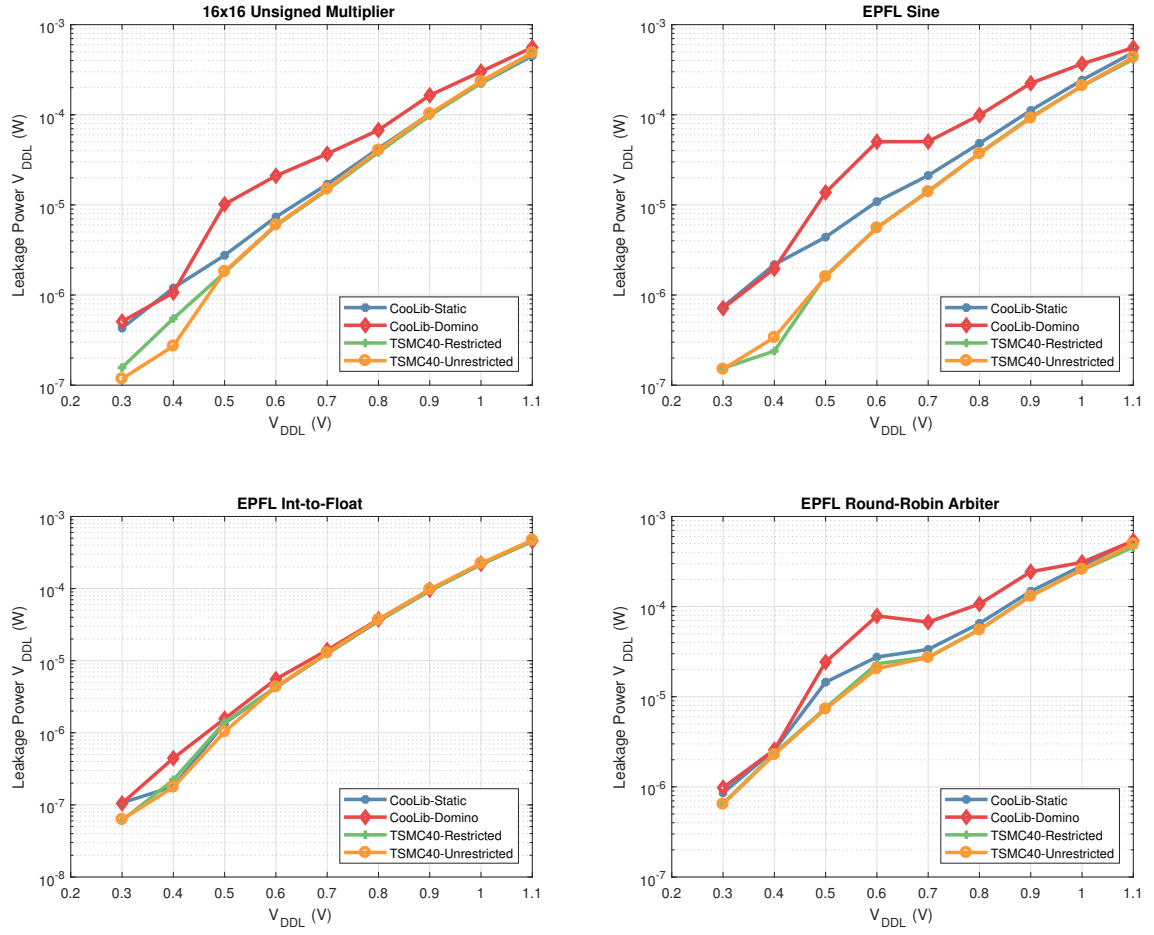 16x16 Unsigned Multiplier
Leakage Power V_DDL (W)
10^-3
10^-4
10^-5
10^-6
10^-7
CooLib-Static
CooLib-Domino
TSMC40-Restricted
TSMC40-Unrestricted
0.2 0.3 0.4 0.5 0.6 0.7 0.8 0.9 1 1.1
V_DDL (V)
EPFL Sine
Leakage Power V_DDL (W)
10^-3
10^-4
10^-5
10^-6
10^-7
CooLib-Static
CooLib-Domino
TSMC40-Restricted
TSMC40-Unrestricted
0.2 0.3 0.4 0.5 0.6 0.7 0.8 0.9 1 1.1
V_DDL (V)
EPFL Int-to-Float
Leakage Power V_DDL (W)
10^-3
10^-4
10^-5
10^-6
10^-7
10^-8
CooLib-Static
CooLib-Domino
TSMC40-Restricted
TSMC40-Unrestricted
0.2 0.3 0.4 0.5 0.6 0.7 0.8 0.9 1 1.1
V_DDL (V)
EPFL Round-Robin Arbiter
Leakage Power V_DDL (W)
10^-3
10^-4
10^-5
10^-6
10^-7
CooLib-Static
CooLib-Domino
TSMC40-Restricted
TSMC40-Unrestricted
0.2 0.3 0.4 0.5 0.6 0.7 0.8 0.9 1 1.1
V_DDL (V)